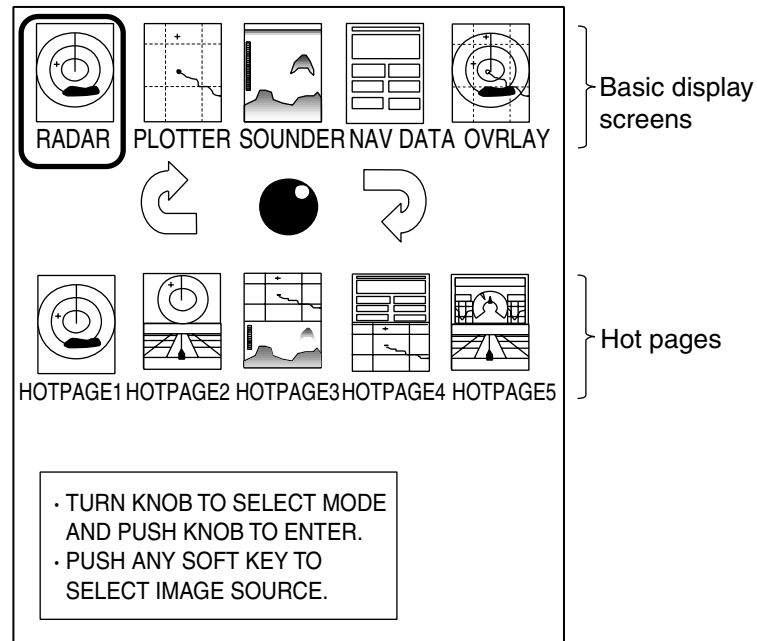 RADAR PLOTTER SOUNDER NAV DATA OVRLAY
Basic display
screens
HOTPAGE1 HOTPAGE2 HOTPAGE3 HOTPAGE4 HOTPAGE5
Hot pages
· TURN KNOB TO SELECT MODE
AND PUSH KNOB TO ENTER.
· PUSH ANY SOFT KEY TO
SELECT IMAGE SOURCE.